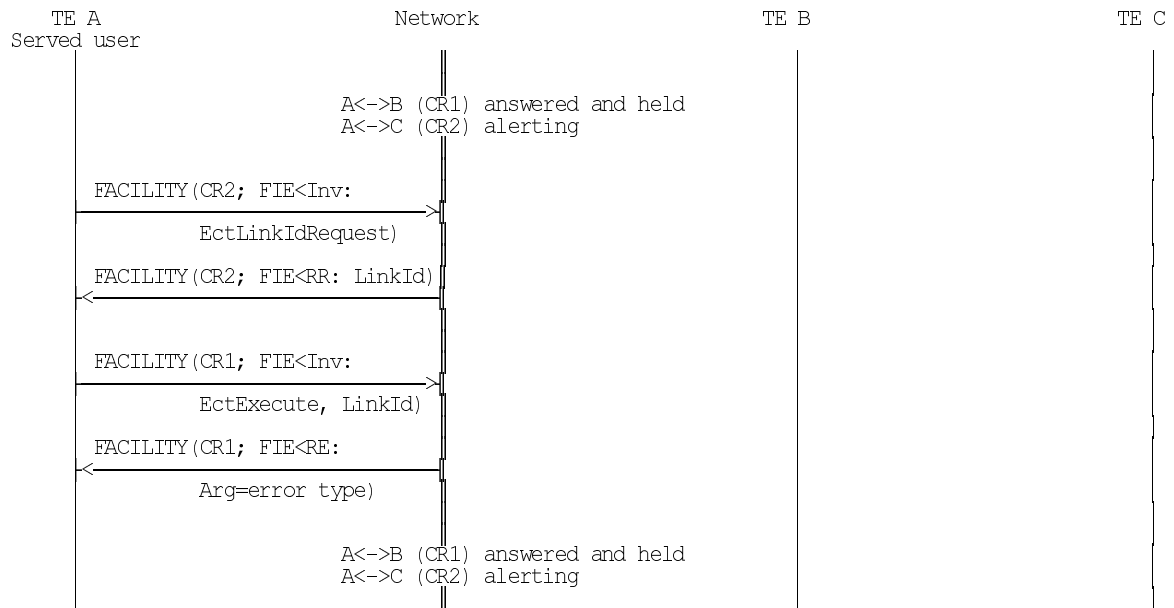 TE A Network TE B TE C
Served user
A<->B (CR1) answered and held
A<->C (CR2) alerting
FACILITY(CR2; FIE<Inv:
EctLinkIdRequest)
FACILITY(CR2; FIE<RR: LinkId)
FACILITY(CR1; FIE<Inv:
EctExecute, LinkId)
FACILITY(CR1; FIE<RE:
Arg=error type)
A<->B (CR1) answered and held
A<->C (CR2) alerting